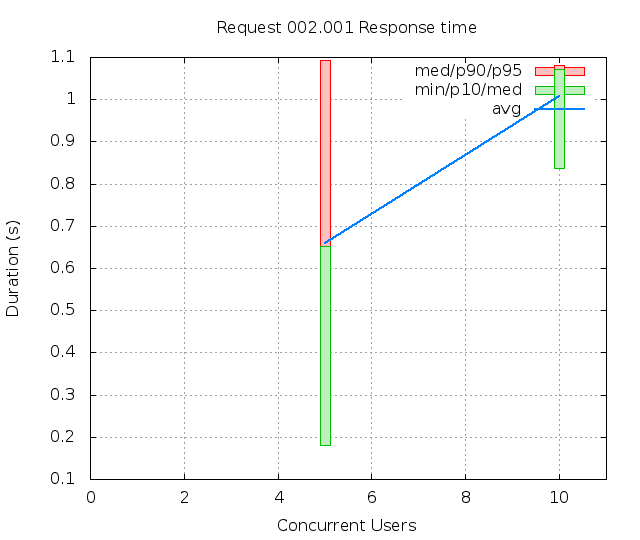 Request 002.001 Response time
1.1
1
0.9
0.8
0.7
0.6
0.5
0.4
0.3
0.2
0.1
Duration (s)
med/p90/p95
min/p10/med
avg
0 2 4 6 8 10
Concurrent Users